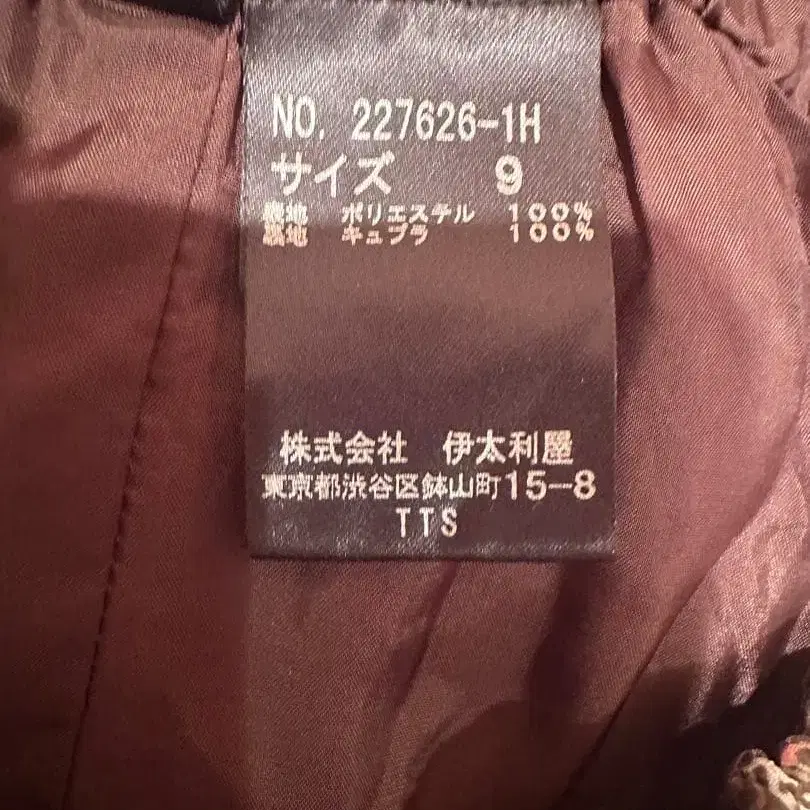 NO. 227626-1H
サイズ 9
表地 ポリエステル 100%
裏地 キュプラ 100%
株式会社 伊太利屋
東京都渋谷区鉢山町15-8
TTS